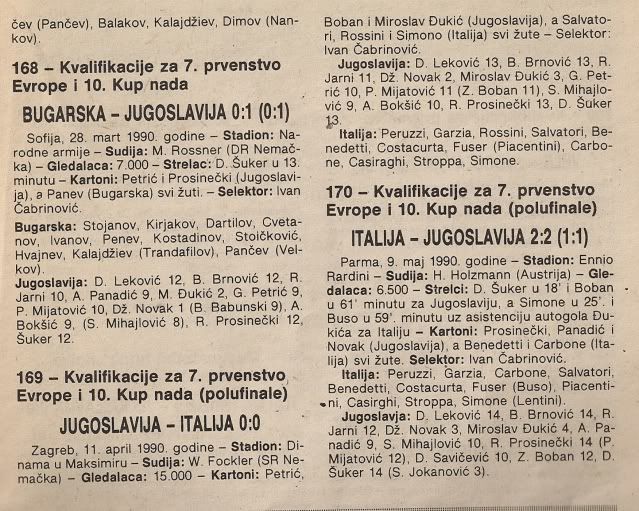 čev (Pančev), Balakov, Kalajdžiev, Dimov (Nan-
kov).
168 – Kvalifikacije za 7. prvenstvo
Evrope i 10. Kup nada
BUGARSKA – JUGOSLAVIJA 0:1 (0:1)
Sofija, 28. mart 1990. godine – Stadion: Na-
rodne armije – Sudija: M. Rossner (DR Nemač-
ka) – Gledalaca: 7.000 – Strelac: D. Šuker u 13.
minutu – Kartoni: Petrić i Prosinečki (Jugoslavi-
ja), a Panev (Bugarska) svi žuti. – Selektor: Ivan
Čabrinović.
Bugarska: Stojanov, Kirjakov, Dartilov, Cveta-
nov, Ivanov, Penev, Kostadinov, Stoičković,
Hvajnev, Kalajdžiev (Trandafilov), Pančev (Vel-
kov).
Jugoslavija: D. Leković 12, B. Brnović 12, R.
Jarni 10, A. Panadić 9, M. Đukić 2, G. Petrić 9,
P. Mijatović 10, Dž. Novak 1 (B. Babunski 9), A.
Bokšić 9, (S. Mihajlović 8), R. Prosinečki 12,
Šuker 12.
169 – Kvalifikacije za 7. prvenstvo
Evrope i 10. Kup nada (polufinale)
JUGOSLAVIJA – ITALIJA 0:0
Zagreb, 11. april 1990. godine – Stadion: Di-
nama u Maksimiru – Sudija: W. Fockler (SR Ne-
mačka) – Gledalaca: 15.000 – Kartoni: Petrić,
Boban i Miroslav Đukić (Jugoslavija), a Salvato-
ri, Rossini i Simono (Italija) svi žute – Selektor:
Ivan Čabrinović.
Jugoslavija: D. Leković 13, B. Brnović 13, R.
Jarni 11, Dž. Novak 2, Miroslav Đukić 3, G. Pet-
rić 10, P. Mijatović 11 (Z. Boban 11), S. Mihajlo-
vić 9, A. Bokšić 10, R. Prosinečki 13, D. Šuker
13.
Italija: Peruzzi, Garzia, Rossini, Salvatori, Be-
nedetti, Costacurta, Fuser (Piacentini), Carbo-
ne, Casiraghi, Stroppa, Simone.
170 – Kvalifikacije za 7. prvenstvo
Evrope i 10. Kup nada (polufinale)
ITALIJA – JUGOSLAVIJA 2:2 (1:1)
Parma, 9. maj 1990. godine – Stadion: Ennio
Rardini – Sudija: H. Holzmann (Austrija) – Gle-
dalaca: 6.500 – Strelci: D. Šuker u 18' i Boban
u 61' minutu za Jugoslaviju, a Simone u 25'. i
Buso u 59'. minutu uz asistenciju autogola Đu-
kića za Italiju – Kartoni: Prosinečki, Panadić i
Novak (Jugoslavija), a Benedetti i Carbone (Ita-
lija) svi žute. Selektor: Ivan Čabrinović.
Italija: Peruzzi, Garzia, Carbone, Salvatori,
Benedetti, Costacurta, Fuser (Buso), Piacenti-
ni, Casirghi, Stroppa, Simone (Lentini).
Jugoslavja: D. Leković 14, B. Brnović 14, R.
Jarni 12, Dž. Novak 3, Miroslav Đukić 4, A. Pa-
nadić 9, S. Mihajlović 10, R. Prosinečki 14 (P.
Mijatović 12), D. Savičević 10, Z. Boban 12, D.
Šuker 14 (S. Jokanović 3).